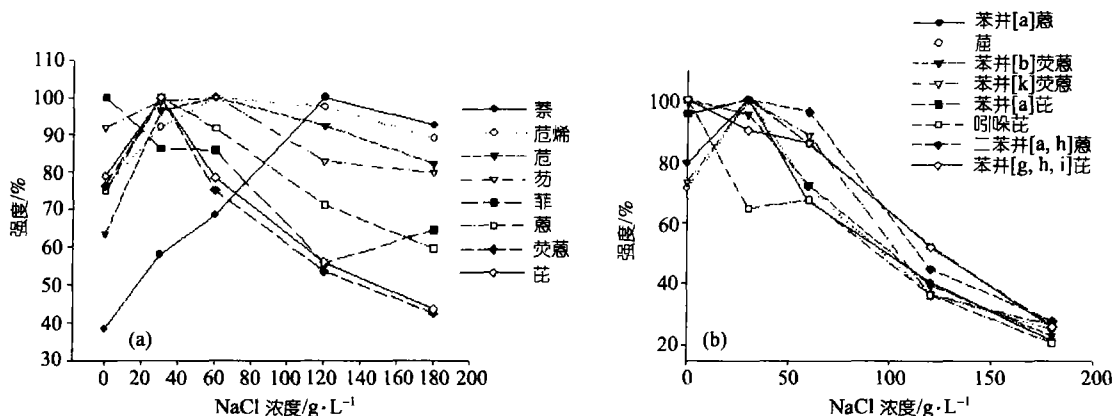 110
100
90
80
70
60
50
40
30
强度/%
(a)
0 20 40 60 80 100 120 140 160 180 200
NaCl 浓度/g·L⁻¹
萘
苊烯
苊
芴
菲
蒽
荧蒽
芘
100
80
60
40
20
强度/%
(b)
0 50 100 150 200
NaCl 浓度/g·L⁻¹
苯并[a]蒽
䓛
苯并[b]荧蒽
苯并[k]荧蒽
苯并[a]芘
吲哚芘
二苯并[a, h]蒽
苯并[g, h, i]芘